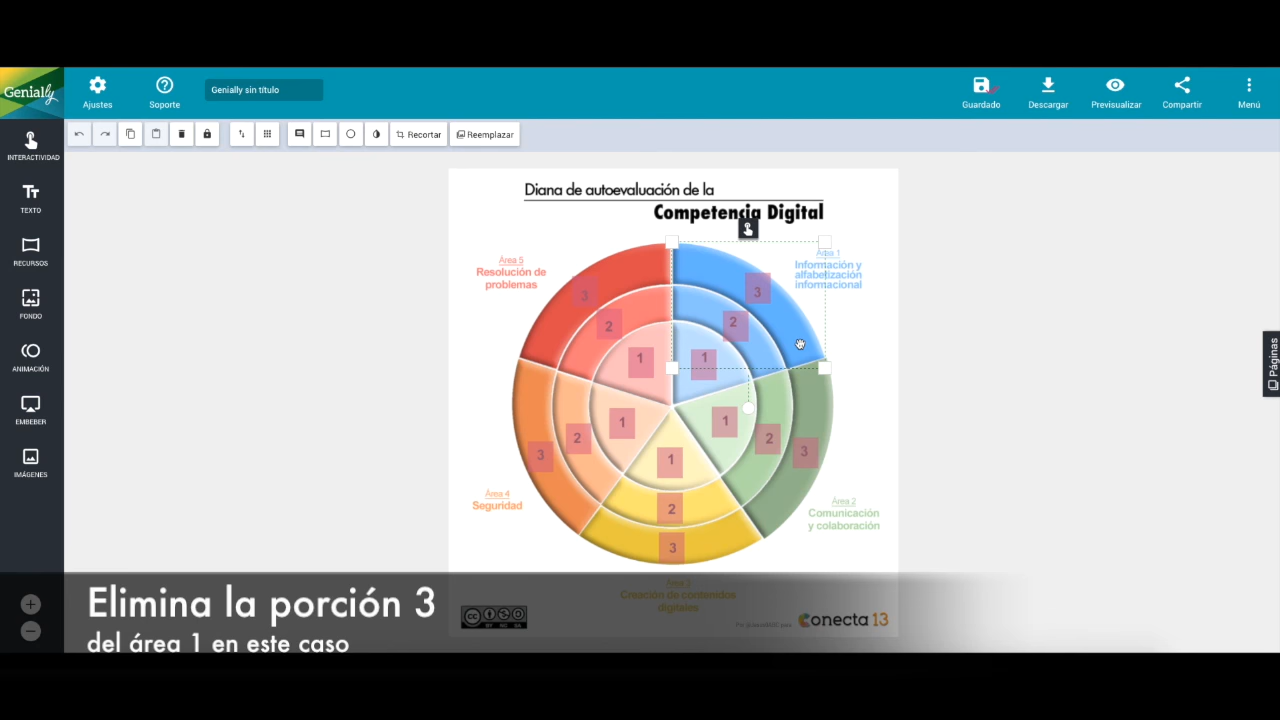 Genially
Ajustes
Soporte
Genially sin título
Guardado
Descargar
Previsualizar
Compartir
Menú
Recortar
Reemplazar
INTERACTIVIDAD
TEXTO
RECURSOS
FONDO
ANIMACIÓN
EMBEBER
IMÁGENES
Páginas
Diana de autoevaluación de la
Competencia Digital
Área 5
Resolución de
problemas
Área 1
Información y
alfabetización
informacional
3
3
2
2
1
1
1
1
2
2
3
3
1
2
3
Área 4
Seguridad
Área 2
Comunicación
y colaboración
Creación de contenidos
digitales
Elimina la porción 3
del área 1 en este caso
cc
BY NC SA
Conecta 13